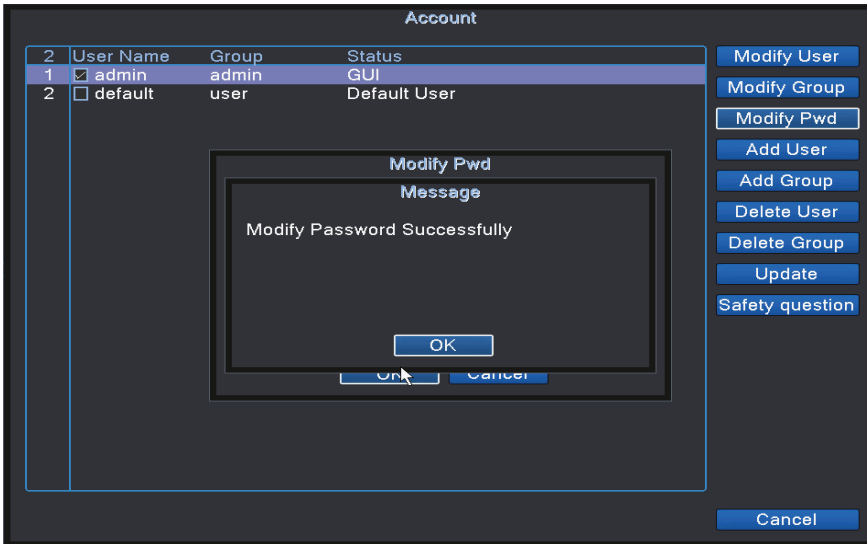 Account
2 User Name Group Status
1 admin admin GUI
2 default user Default User
Modify User
Modify Group
Modify Pwd
Add User
Add Group
Delete User
Delete Group
Update
Safety question
Modify Pwd
Message
Modify Password Successfully
OK
OK Cancel
Cancel